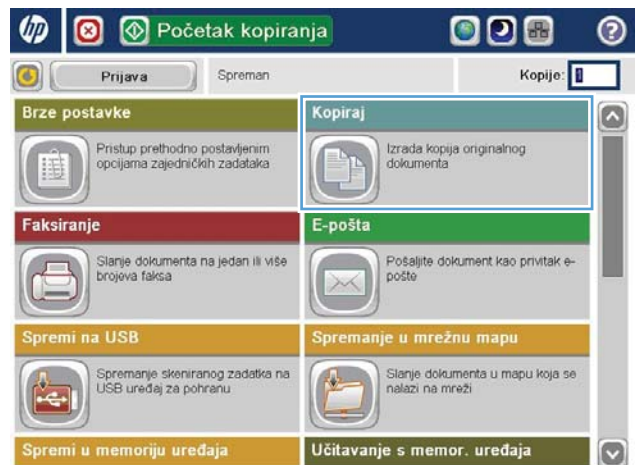 hp
Početak kopiranja
?
Prijava
Spreman
Kopije: 1
Brze postavke
Pristup prethodno postavljenim
opcijama zajedničkih zadataka
Kopiraj
Izrada kopija originalnog
dokumenta
Faksiranje
Slanje dokumenta na jedan ili više
brojeva faksa
E-pošta
Pošaljite dokument kao privitak e-
pošte
Spremi na USB
Spremanje skeniranog zadatka na
USB uređaj za pohranu
Spremanje u mrežnu mapu
Slanje dokumenta u mapu koja se
nalazi na mreži
Spremi u memoriju uređaja
Učitavanje s memor. uređaja